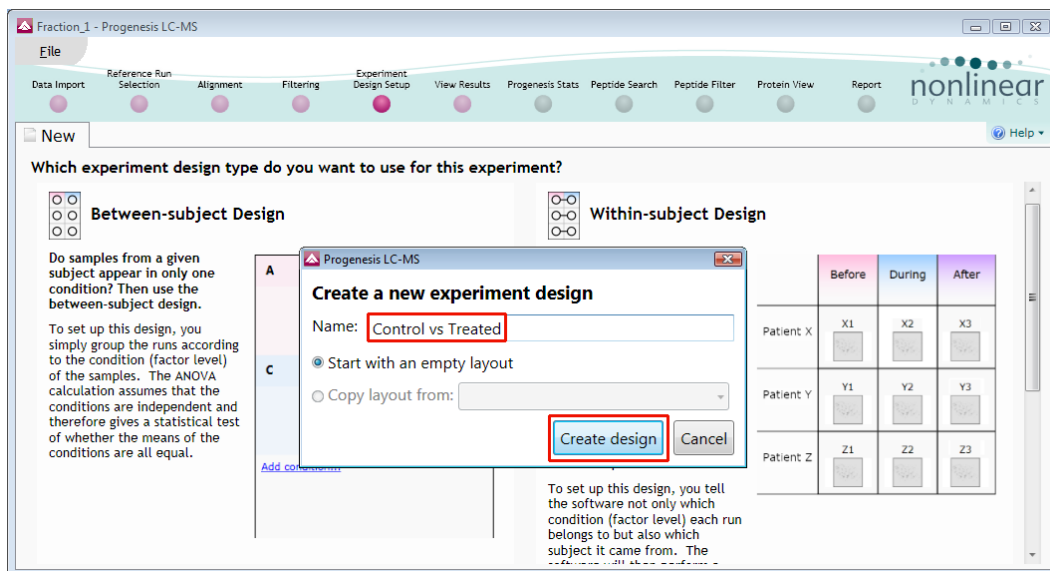 Fraction_1 - Progenesis LC-MS
File
Data Import
Reference Run
Selection
Alignment
Filtering
Experiment
Design Setup
View Results
Progenesis Stats
Peptide Search
Peptide Filter
Protein View
Report
nonlinear
DYNAMICS
New
Help
Which experiment design type do you want to use for this experiment?
Between-subject Design
Do samples from a given
subject appear in only one
condition? Then use the
between-subject design.
To set up this design, you
simply group the runs according
to the condition (factor level)
of the samples. The ANOVA
calculation assumes that the
conditions are independent and
therefore gives a statistical test
of whether the means of the
conditions are all equal.
A
C
Add
Progenesis LC-MS
Create a new experiment design
Name: Control vs Treated
Start with an empty layout
Copy layout from:
Create design
Cancel
Within-subject Design
Before During After
Patient X X1 X2 X3
Patient Y Y1 Y2 Y3
Patient Z Z1 Z2 Z3
To set up this design, you tell
the software not only which
condition (factor level) each run
belongs to but also which
subject it came from. The